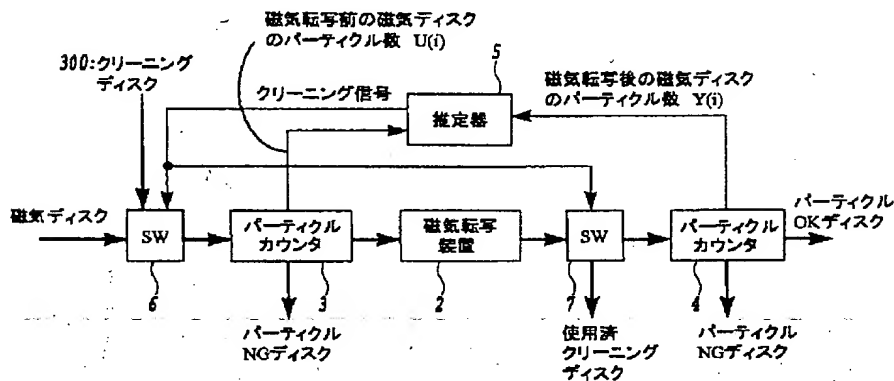 磁気転写前の磁気ディスク
のパーティクル数 U(i)
300:クリーニング
ディスク
5
クリーニング信号
推定器
磁気転写後の磁気ディスク
のパーティクル数 Y(i)
磁気ディスク
SW
パーティクル
カウンタ
磁気転写
装置
SW
パーティクル
カウンタ
パーティクル
OKディスク
6
3
2
7
4
パーティクル
NGディスク
使用済
クリーニング
ディスク
パーティクル
NGディスク